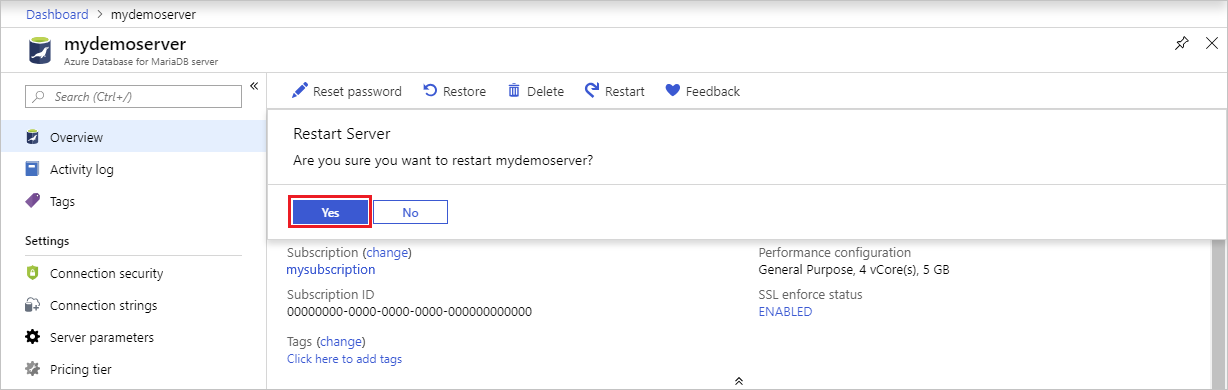 Dashboard > mydemoserver
mydemoserver
Azure Database for MariaDB server
Search (Ctrl+/)
«
Overview
Activity log
Tags
Settings
Connection security
Connection strings
Server parameters
Pricing tier
Reset password Restore Delete Restart Feedback
Restart Server
Are you sure you want to restart mydemoserver?
Yes No
Subscription (change)
mysubscription
Subscription ID
00000000-0000-0000-0000-000000000000
Tags (change)
Click here to add tags
Performance configuration
General Purpose, 4 vCore(s), 5 GB
SSL enforce status
ENABLED